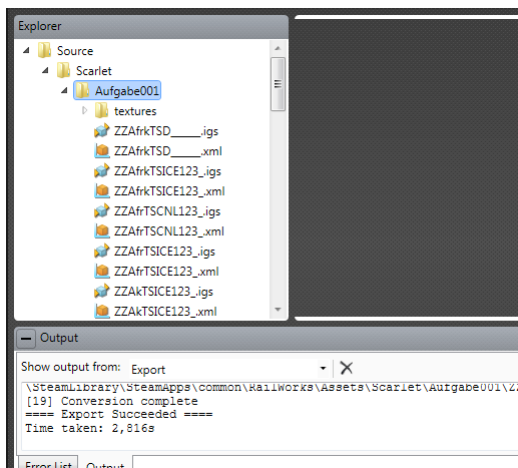 Explorer
Source
Scarlet
Aufgabe001
textures
ZZAfrkTSD_____.igs
ZZAfrkTSD_____.xml
ZZAfrkTSICE123_.igs
ZZAfrkTSICE123_.xml
ZZAfrTSCNL123_.igs
ZZAfrTSCNL123_.xml
ZZAfrTSICE123_.igs
ZZAfrTSICE123_.xml
ZZAkTSICE123_.igs
ZZAkTSICE123_.xml
Output
Show output from: Export
\SteamLibrary\SteamApps\common\RailWorks\Assets\Scarlet\Aufgabe001\Z
[19] Conversion complete
==== Export Succeeded ====
Time taken: 2,816s
Error List Output